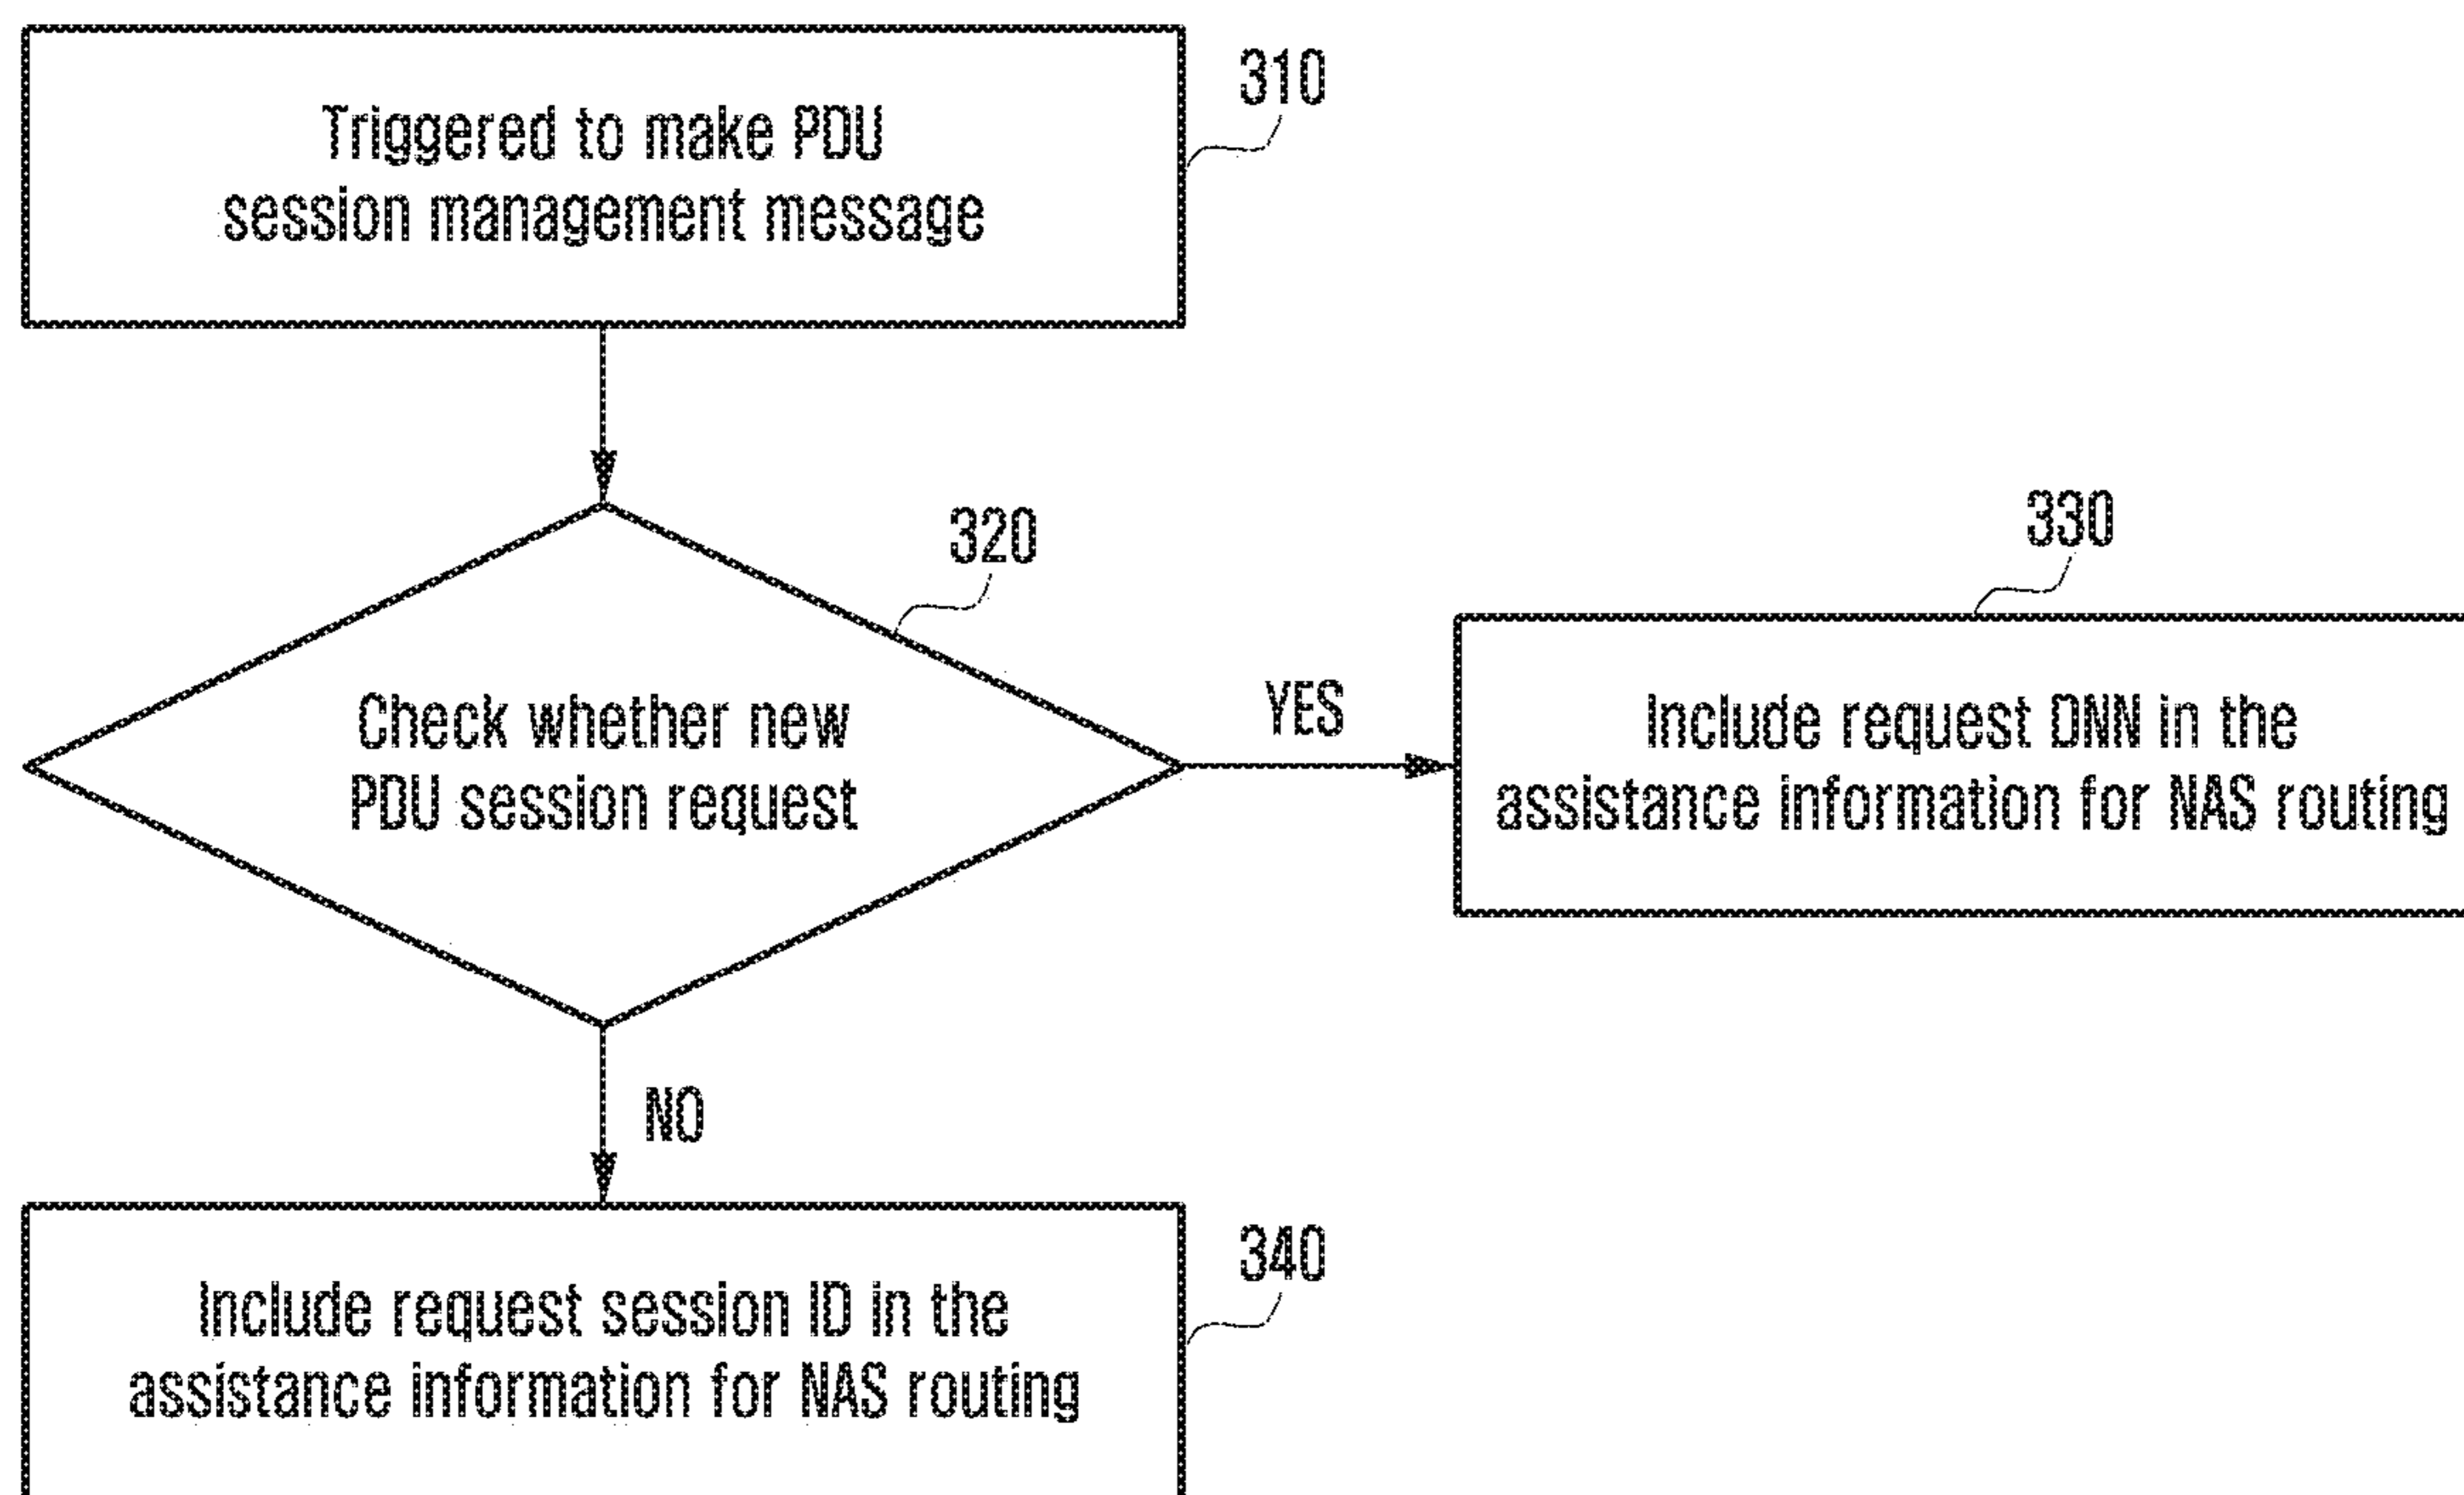 310
Triggered to make PDU
session management message
320
Check whether new
PDU session request
YES
330
Include request DNN in the
assistance information for NAS routing
NO
340
Include request session ID in the
assistance information for NAS routing